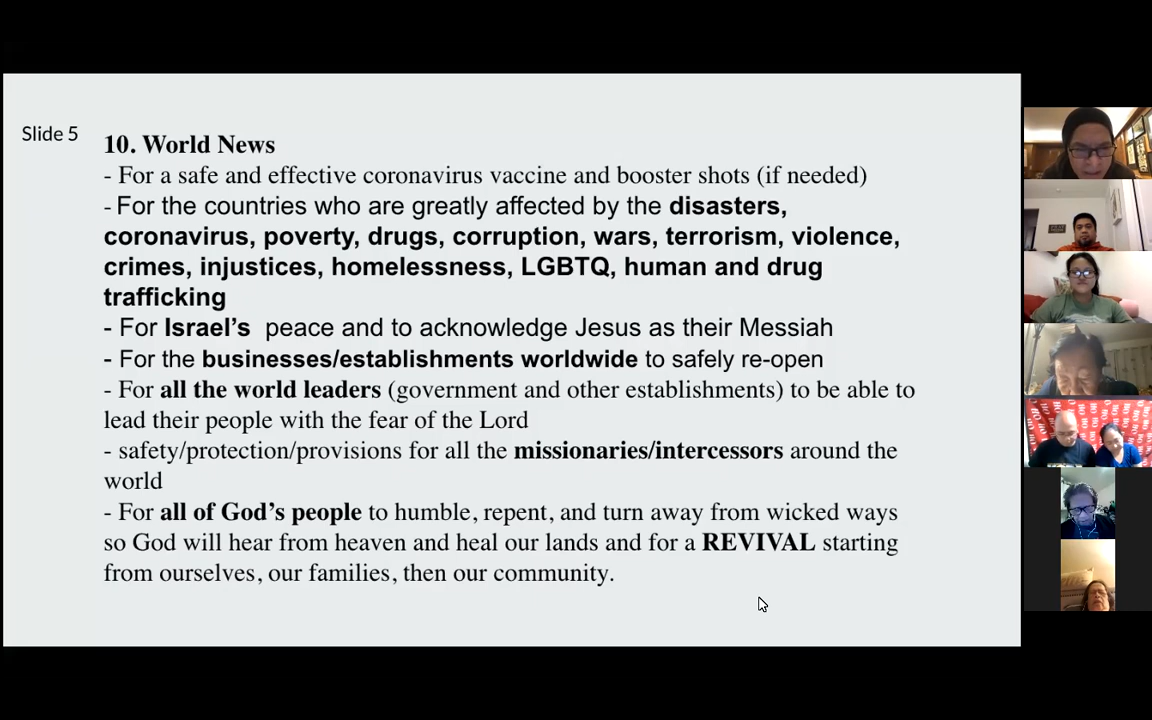 Slide 5
10. World News
- For a safe and effective coronavirus vaccine and booster shots (if needed)
- For the countries who are greatly affected by the disasters,
coronavirus, poverty, drugs, corruption, wars, terrorism, violence,
crimes, injustices, homelessness, LGBTQ, human and drug
trafficking
- For Israel’s  peace and to acknowledge Jesus as their Messiah
- For the businesses/establishments worldwide to safely re-open
- For all the world leaders (government and other establishments) to be able to
lead their people with the fear of the Lord
- safety/protection/provisions for all the missionaries/intercessors around the
world
- For all of God’s people to humble, repent, and turn away from wicked ways
so God will hear from heaven and heal our lands and for a REVIVAL starting
from ourselves, our families, then our community.